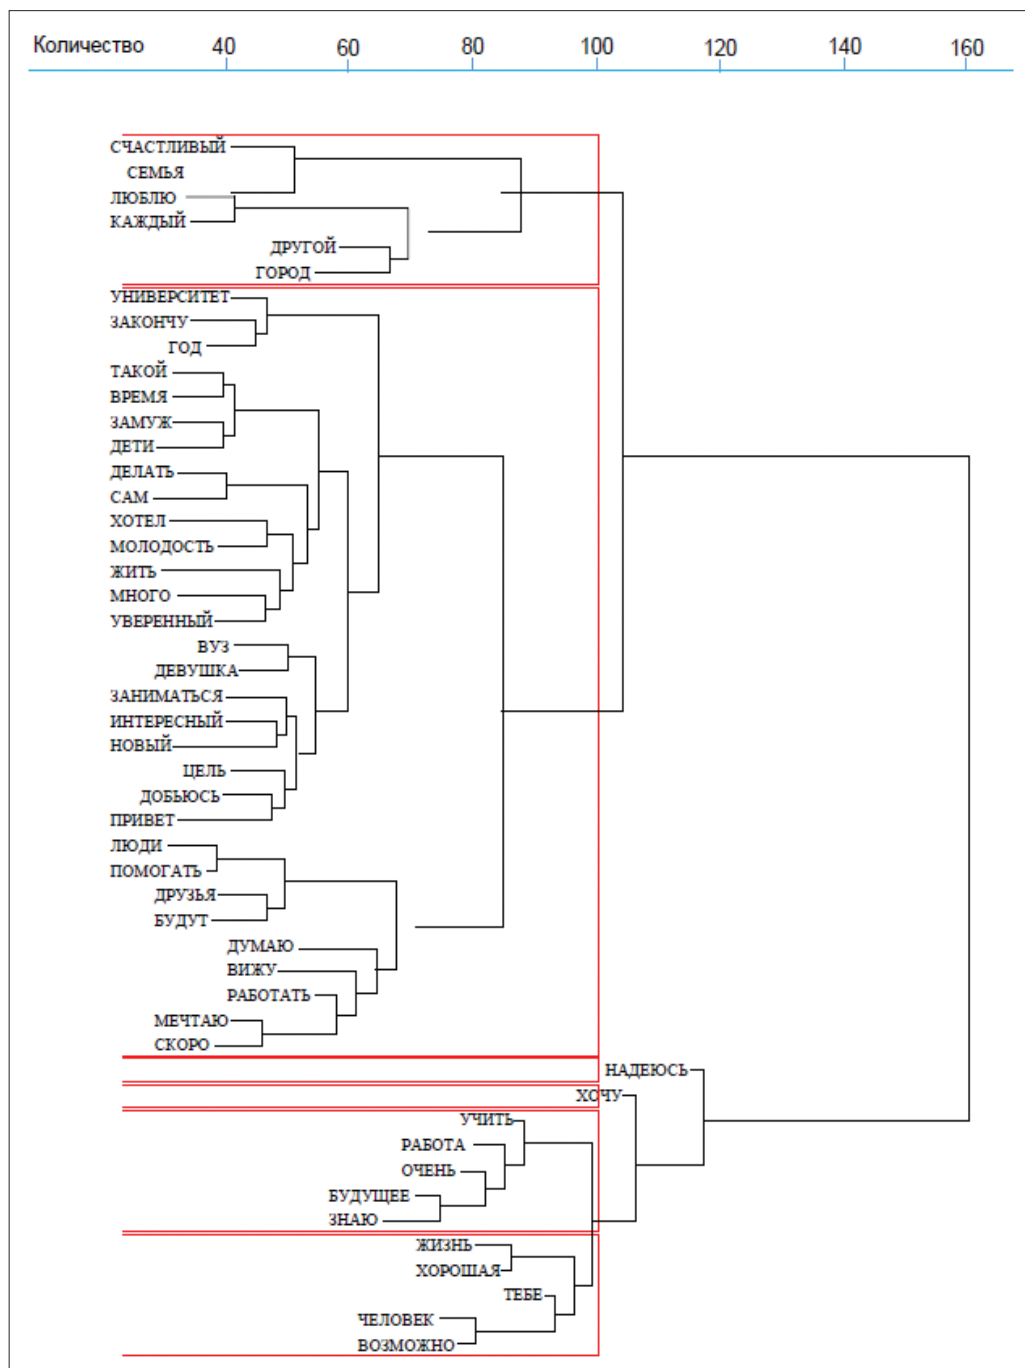 Количество 40 60 80 100 120 140 160
СЧАСТЛИВЫЙ
СЕМЬЯ
ЛЮБЛЮ
КАЖДЫЙ
ДРУГОЙ
ГОРОД
УНИВЕРСИТЕТ
ЗАКОНЧУ
ГОД
ТАКОЙ
ВРЕМЯ
ЗАМУЖ
ДЕТИ
ДЕЛАТЬ
САМ
ХОТЕЛ
МОЛОДОСТЬ
ЖИТЬ
МНОГО
УВЕРЕННЫЙ
ВУЗ
ДЕВУШКА
ЗАНИМАТЬСЯ
ИНТЕРЕСНЫЙ
НОВЫЙ
ЦЕЛЬ
ДОБЬЮСЬ
ПРИВЕТ
ЛЮДИ
ПОМОГАТЬ
ДРУЗЬЯ
БУДУТ
ДУМАЮ
ВИЖУ
РАБОТАТЬ
МЕЧТАЮ
СКОРО
НАДЕЮСЬ
ХОЧУ
УЧИТЬ
РАБОТА
ОЧЕНЬ
БУДУЩЕЕ
ЗНАЮ
ЖИЗНЬ
ХОРОШАЯ
ТЕБЕ
ЧЕЛОВЕК
ВОЗМОЖНО